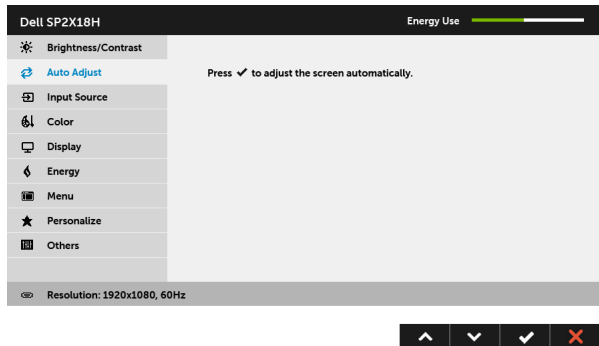 Dell SP2X18H
Energy Use
Brightness/Contrast
Auto Adjust
Press ✔ to adjust the screen automatically.
Input Source
Color
Display
Energy
Menu
Personalize
Others
Resolution: 1920x1080, 60Hz